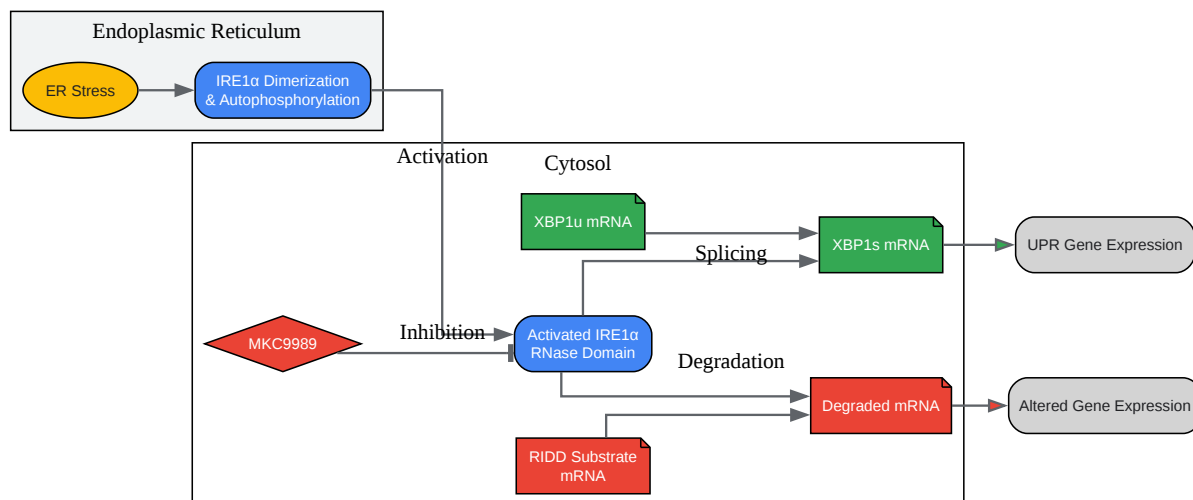 Endoplasmic Reticulum
ER Stress
IRE1α Dimerization
& Autophosphorylation
Activation
Cytosol
XBP1u mRNA
XBP1s mRNA
UPR Gene Expression
Splicing
MKC9989
Inhibition
Activated IRE1α
RNase Domain
Degradation
Degraded mRNA
Altered Gene Expression
RIDD Substrate
mRNA